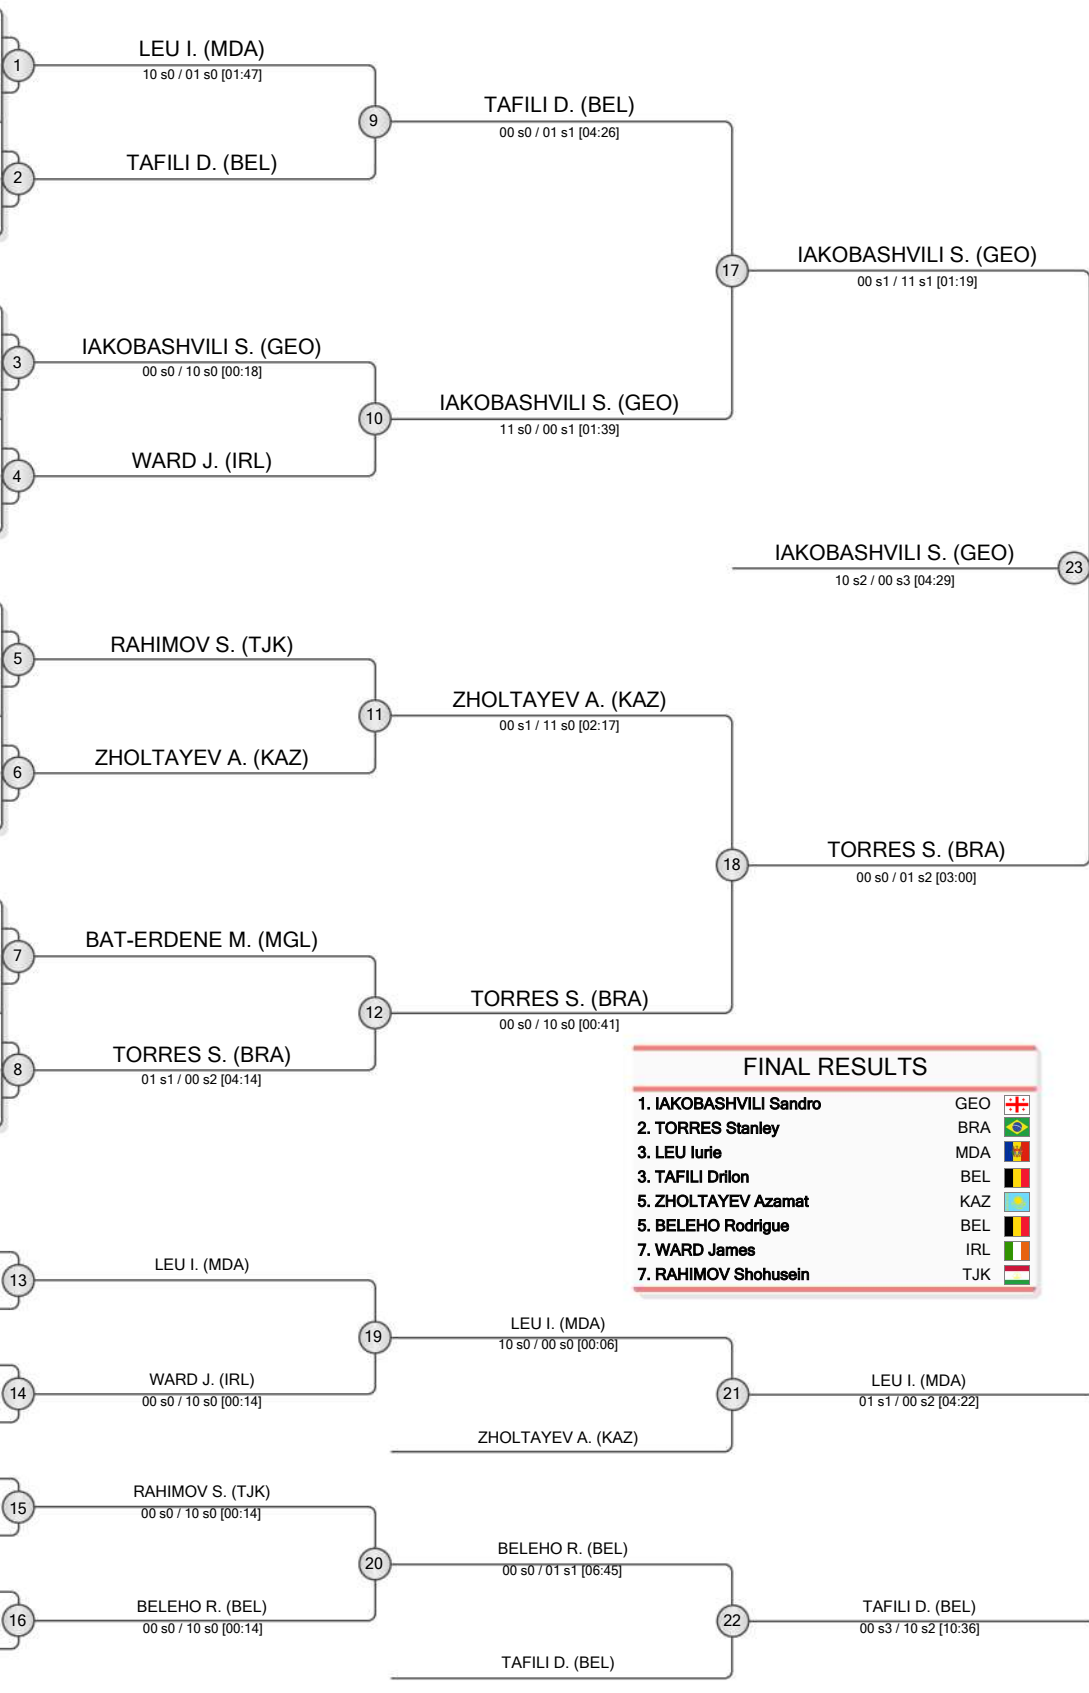 LEU I. (MDA)
1
10 s0 / 01 s0 [01:47]
TAFILI D. (BEL)
9
00 s0 / 01 s1 [04:26]
TAFILI D. (BEL)
2
IAKOBASHVILI S. (GEO)
17
00 s1 / 11 s1 [01:19]
IAKOBASHVILI S. (GEO)
3
00 s0 / 10 s0 [00:18]
IAKOBASHVILI S. (GEO)
10
11 s0 / 00 s1 [01:39]
WARD J. (IRL)
4
IAKOBASHVILI S. (GEO)
23
10 s2 / 00 s3 [04:29]
RAHIMOV S. (TJK)
5
ZHOLTAYEV A. (KAZ)
11
00 s1 / 11 s0 [02:17]
ZHOLTAYEV A. (KAZ)
6
TORRES S. (BRA)
18
00 s0 / 01 s2 [03:00]
BAT-ERDENE M. (MGL)
7
TORRES S. (BRA)
12
00 s0 / 10 s0 [00:41]
TORRES S. (BRA)
8
01 s1 / 00 s2 [04:14]
FINAL RESULTS
1. IAKOBASHVILI Sandro GEO
2. TORRES Stanley BRA
3. LEU Iurie MDA
3. TAFILI Drilon BEL
5. ZHOLTAYEV Azamat KAZ
5. BELEHO Rodrigue BEL
7. WARD James IRL
7. RAHIMOV Shohusein TJK
LEU I. (MDA)
13
LEU I. (MDA)
19
10 s0 / 00 s0 [00:06]
WARD J. (IRL)
14
00 s0 / 10 s0 [00:14]
LEU I. (MDA)
21
01 s1 / 00 s2 [04:22]
ZHOLTAYEV A. (KAZ)
RAHIMOV S. (TJK)
15
00 s0 / 10 s0 [00:14]
BELEHO R. (BEL)
20
00 s0 / 01 s1 [06:45]
BELEHO R. (BEL)
16
00 s0 / 10 s0 [00:14]
TAFILI D. (BEL)
22
00 s3 / 10 s2 [10:36]
TAFILI D. (BEL)